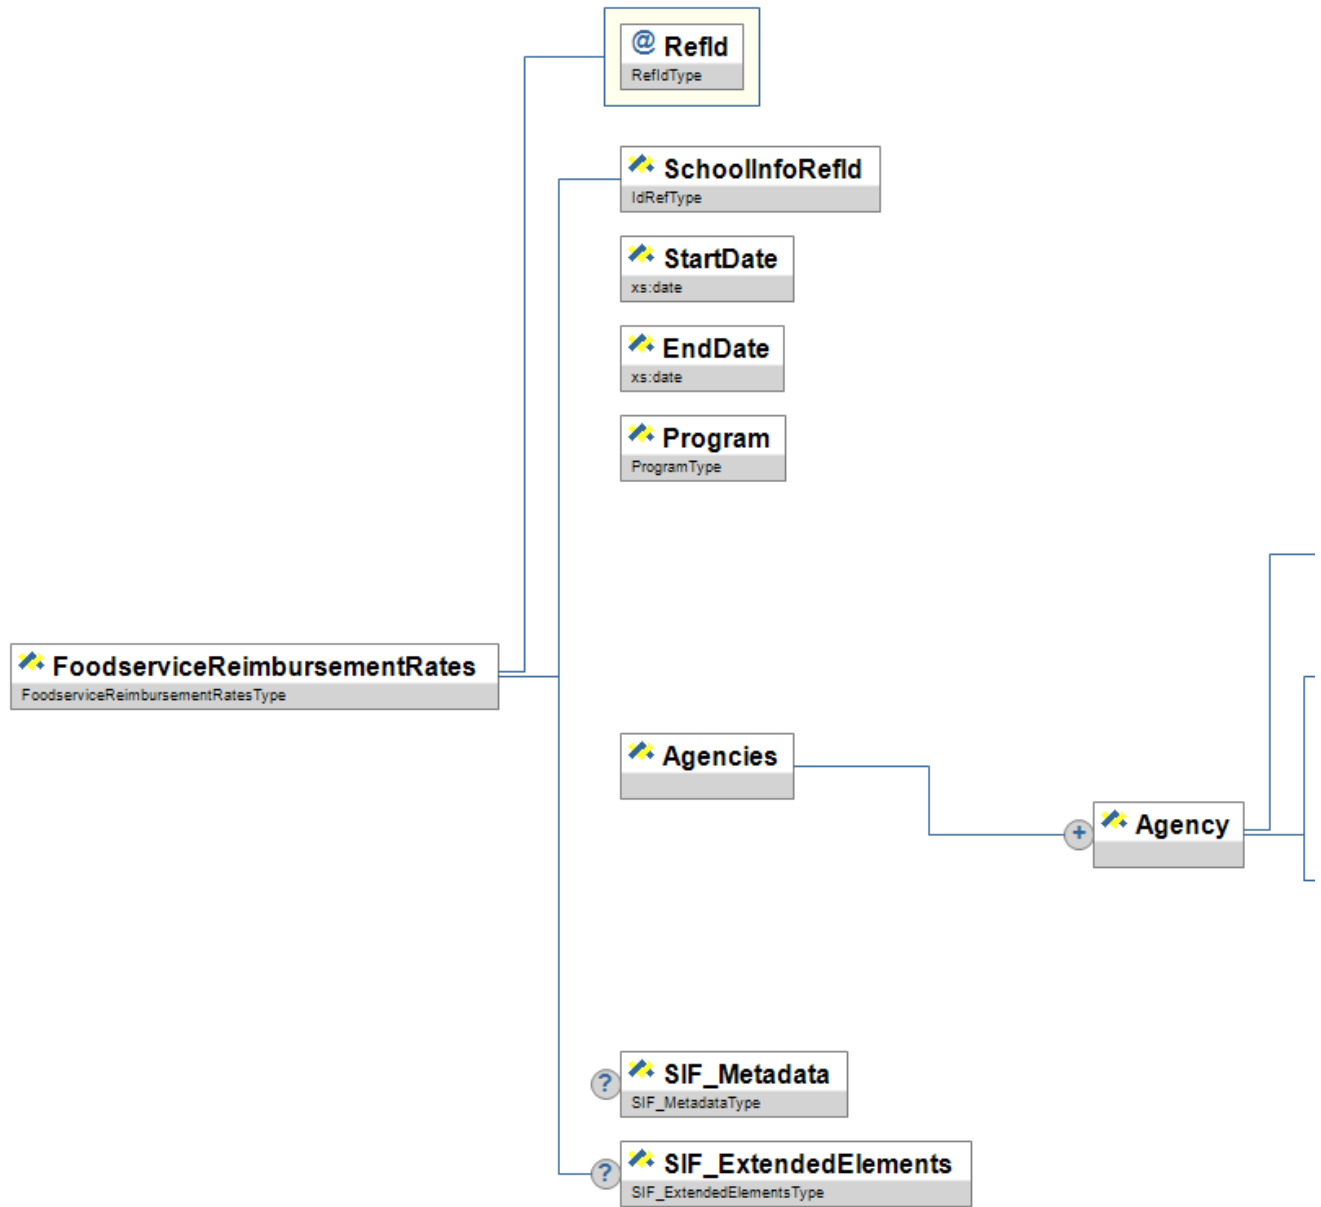 @ RefId
RefIdType
SchoolInfoRefId
IdRefType
StartDate
xs:date
EndDate
xs:date
Program
ProgramType
FoodserviceReimbursementRates
FoodserviceReimbursementRatesType
Agencies
+ Agency
? SIF_Metadata
SIF_MetadataType
? SIF_ExtendedElements
SIF_ExtendedElementsType